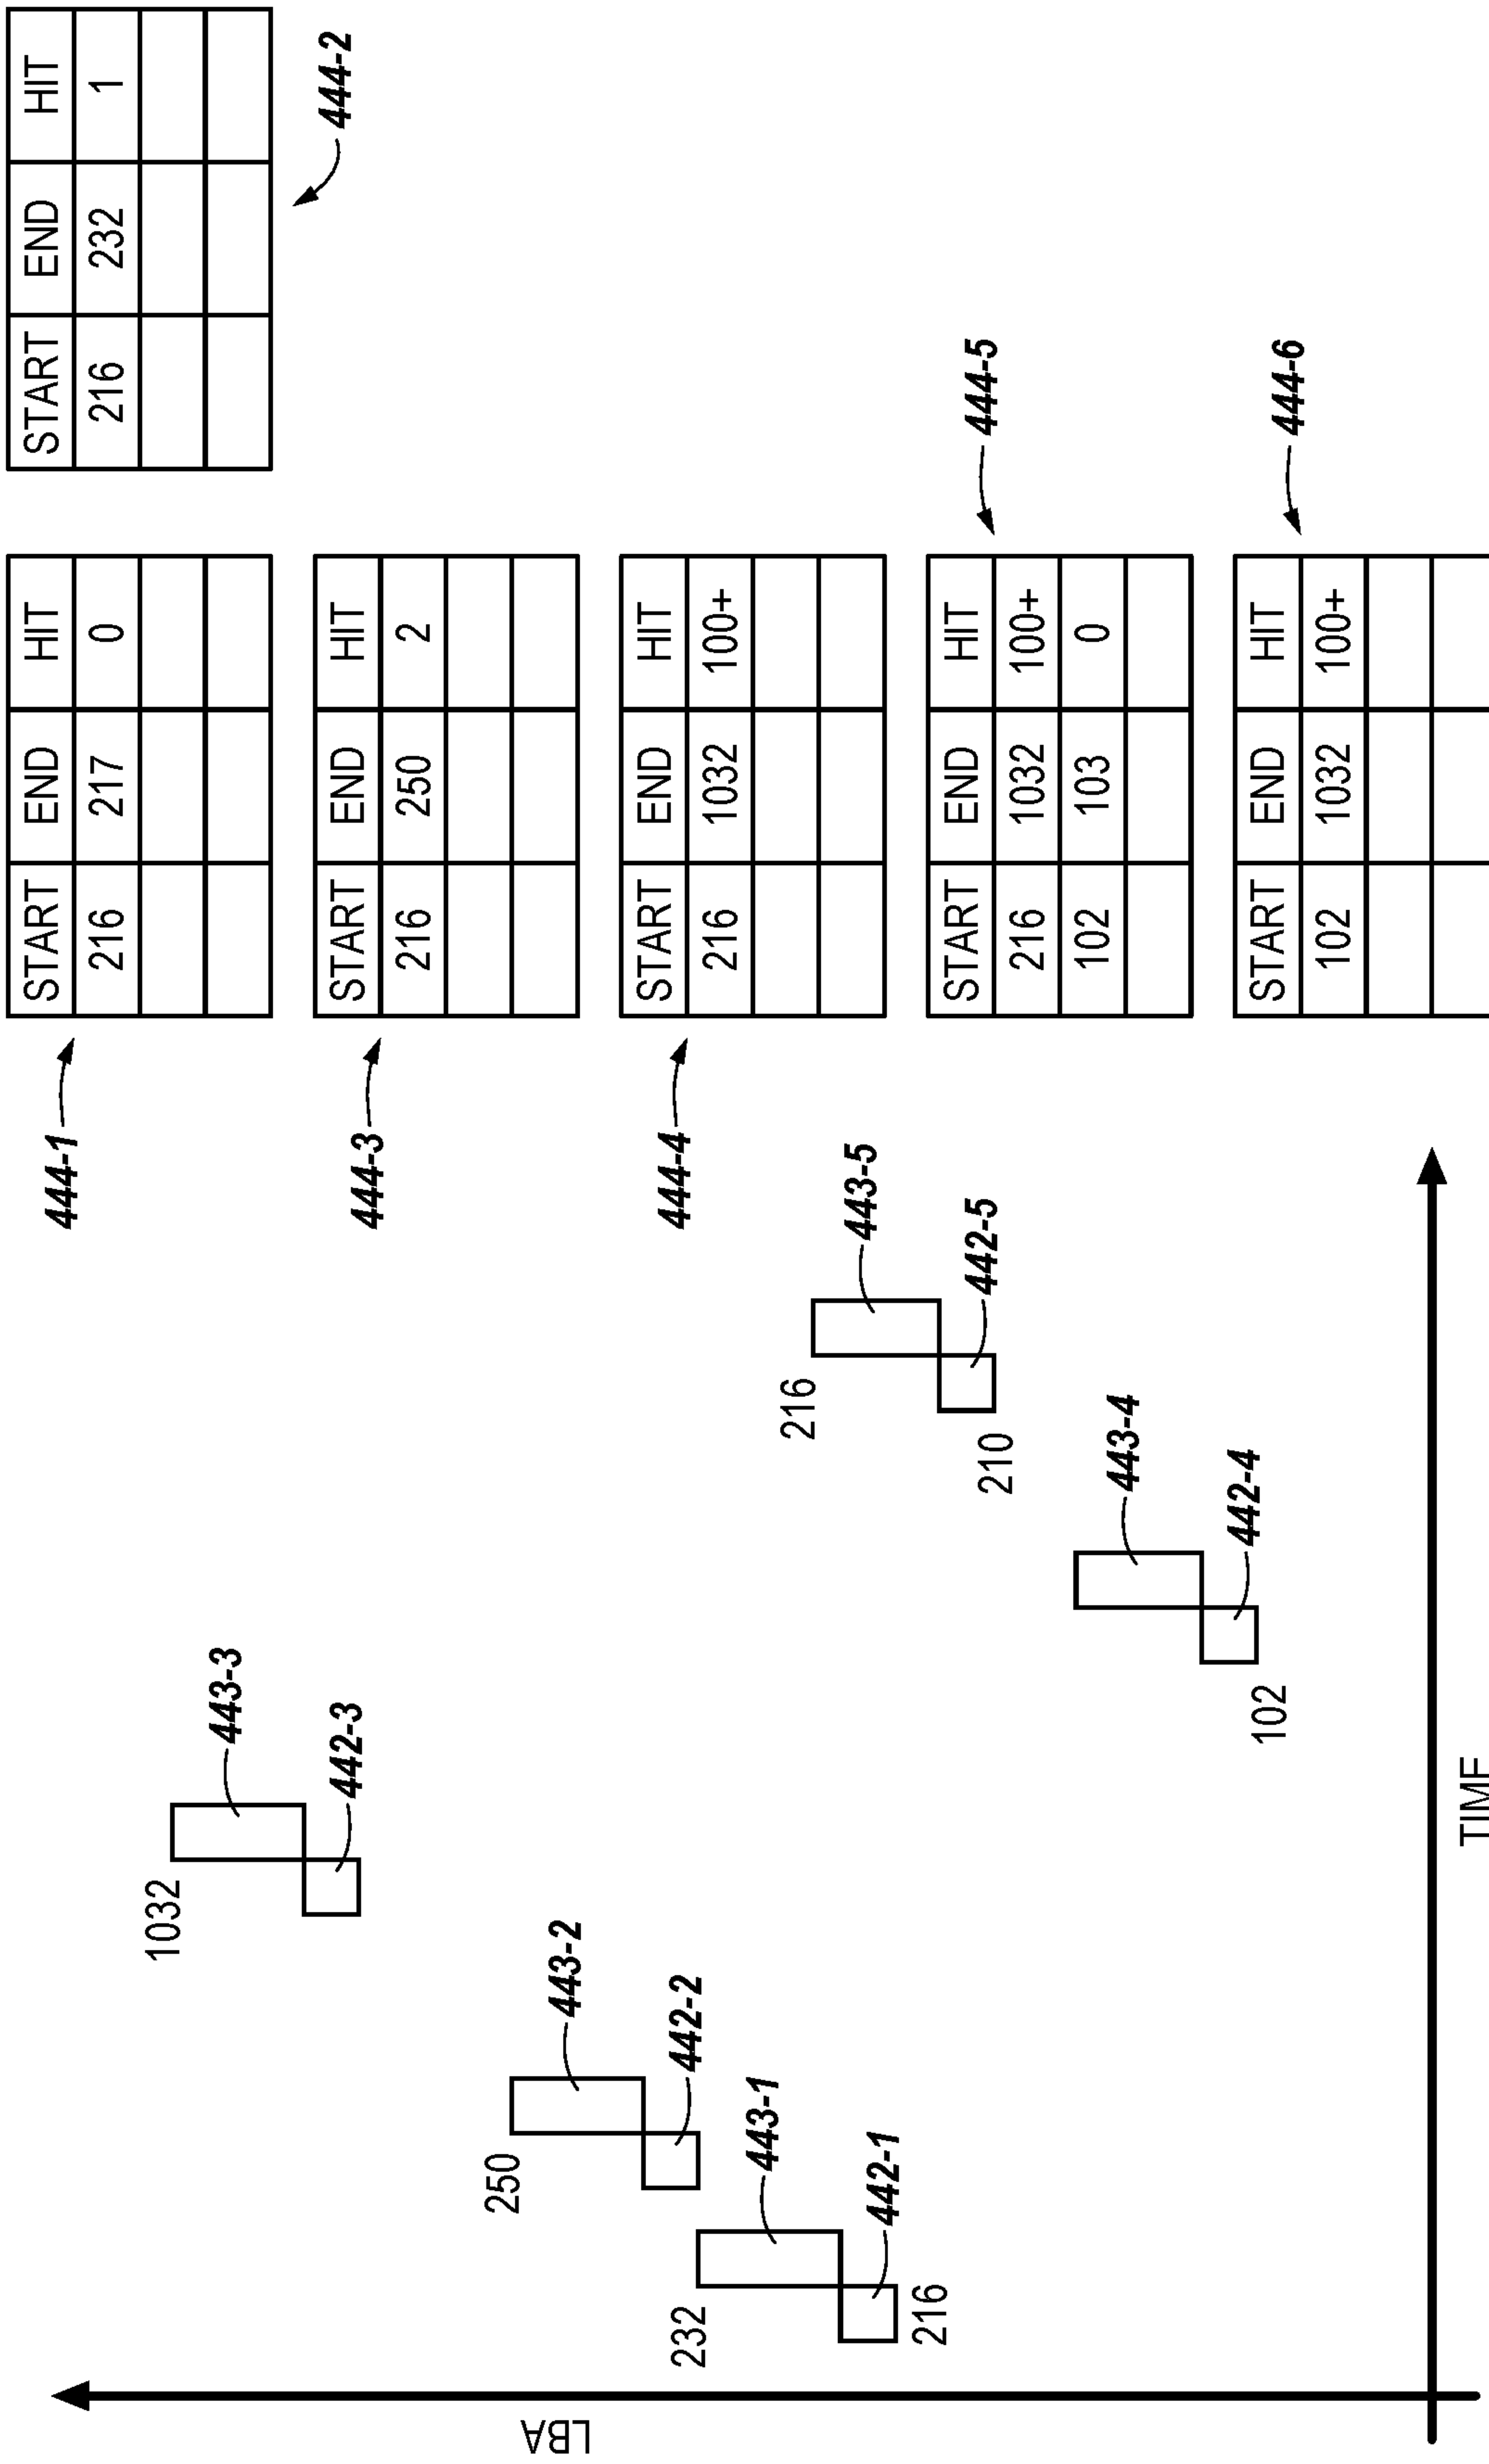 LBA
TIME
232
216
443-1
442-1
250
443-2
442-2
1032
443-3
442-3
102
443-4
442-4
216
210
443-5
442-5
444-1
START END HIT
216 217 0
444-2
START END HIT
216 232 1
444-3
START END HIT
216 250 2
444-4
START END HIT
216 1032 100+
444-5
START END HIT
216 1032 100+
102 103 0
444-6
START END HIT
102 1032 100+